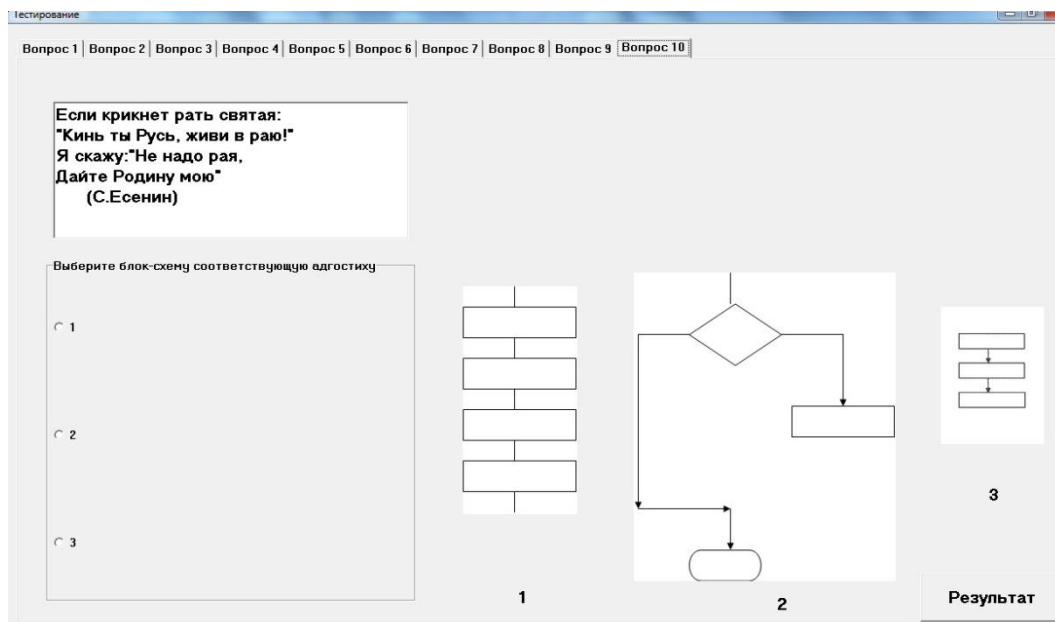 Тестирование
Вопрос 1 Вопрос 2 Вопрос 3 Вопрос 4 Вопрос 5 Вопрос 6 Вопрос 7 Вопрос 8 Вопрос 9 Вопрос 10
Если крикнет рать святая:
"Кинь ты Русь, живи в раю!"
Я скажу:"Не надо рая,
Дайте Родину мою"
(С.Есенин)
Выберите блок-схему соответствующую адгостиху
1
2
3
1
2
3
Результат